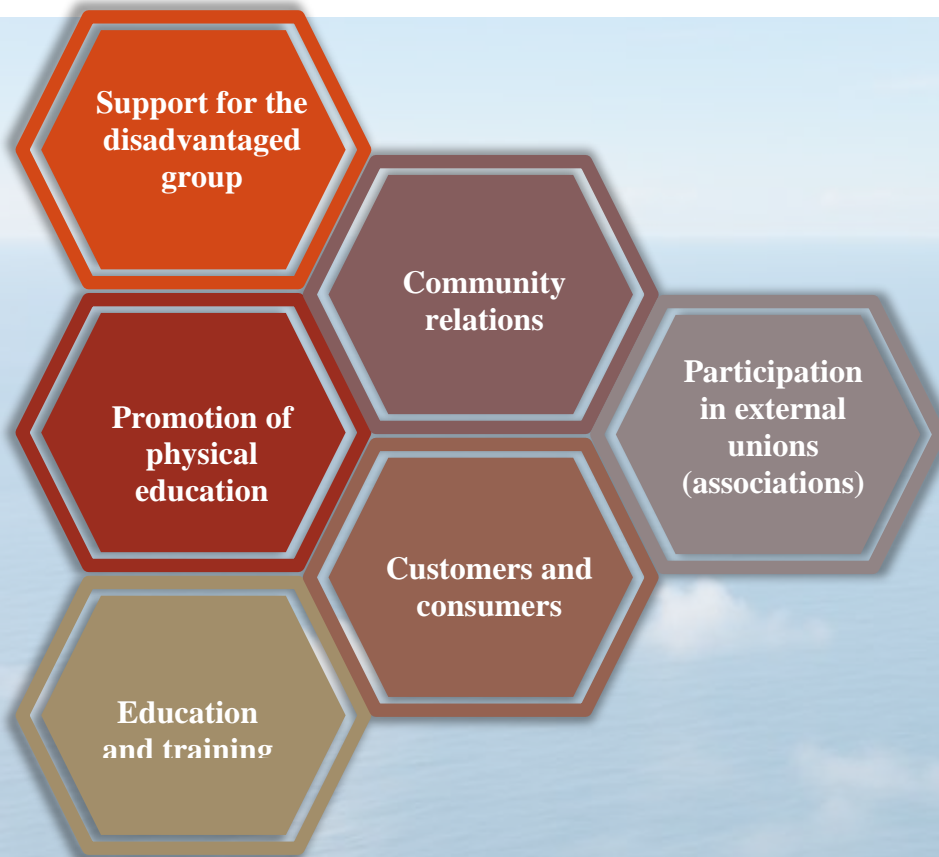 Support for the
disadvantaged
group
Community
relations
Participation
in external
unions
(associations)
Promotion of
physical
education
Customers and
consumers
Education
and training